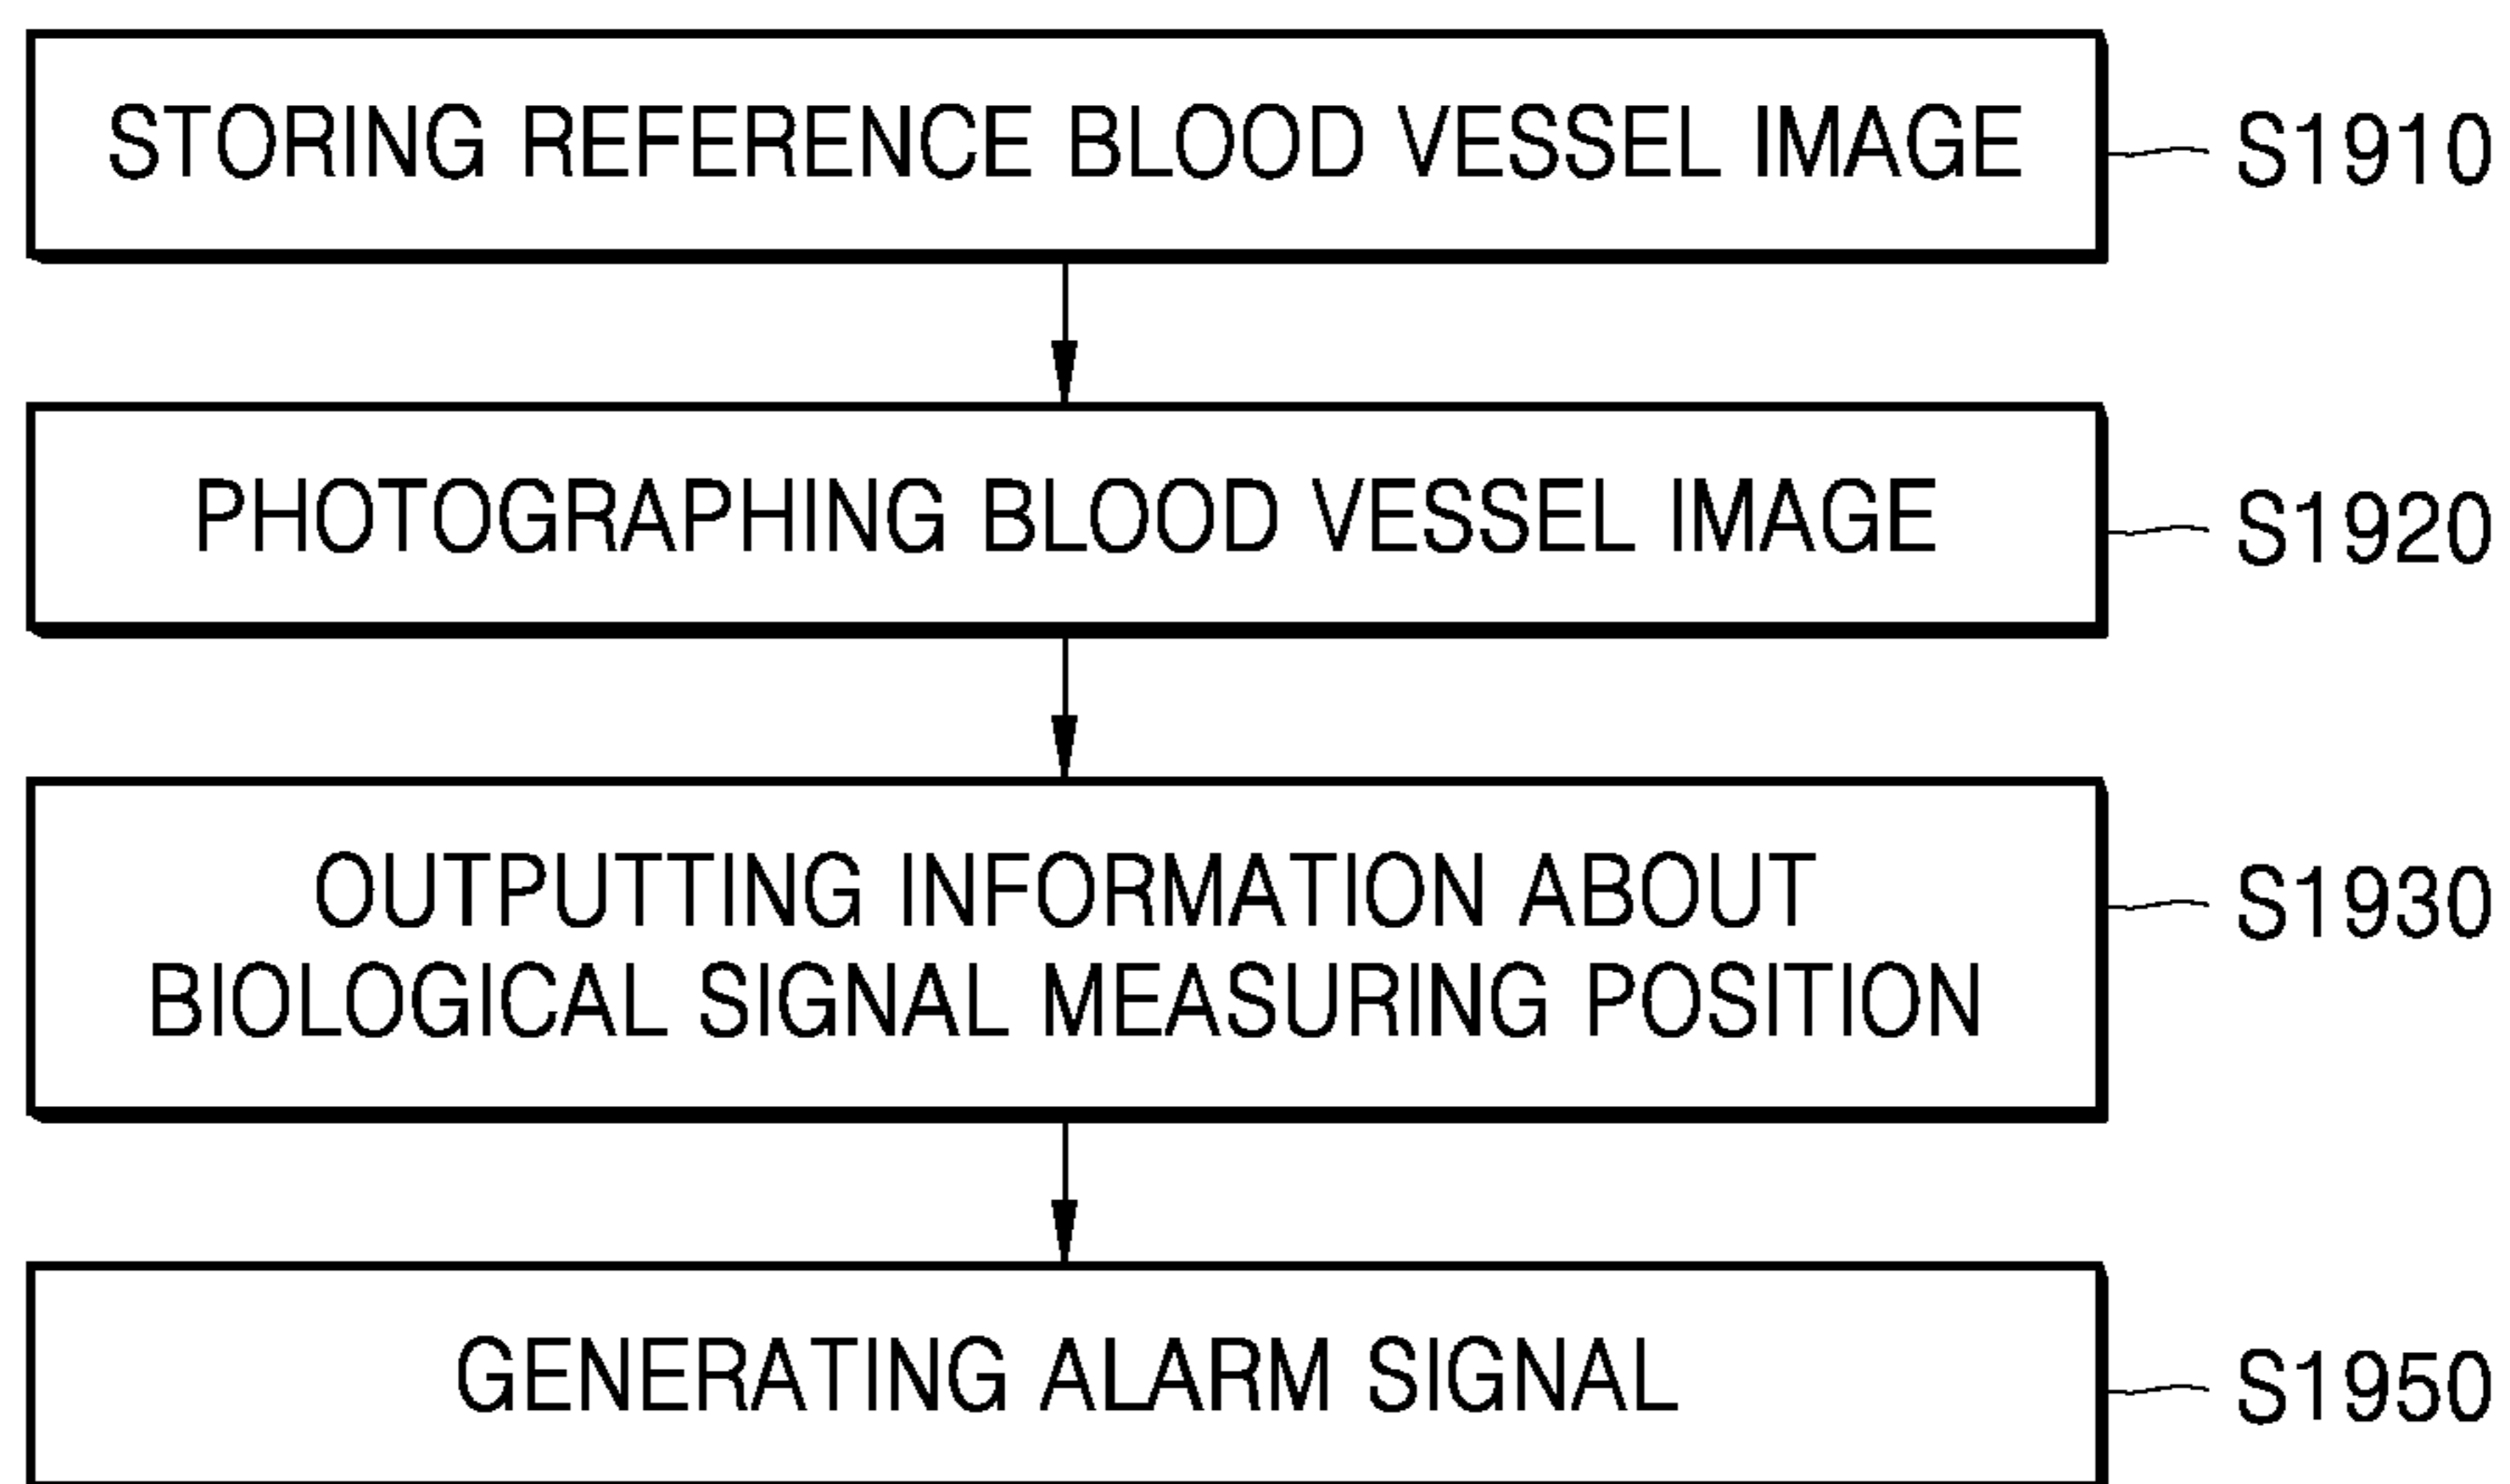 STORING REFERENCE BLOOD VESSEL IMAGE
S1910
PHOTOGRAPHING BLOOD VESSEL IMAGE
S1920
OUTPUTTING INFORMATION ABOUT
BIOLOGICAL SIGNAL MEASURING POSITION
S1930
GENERATING ALARM SIGNAL
S1950